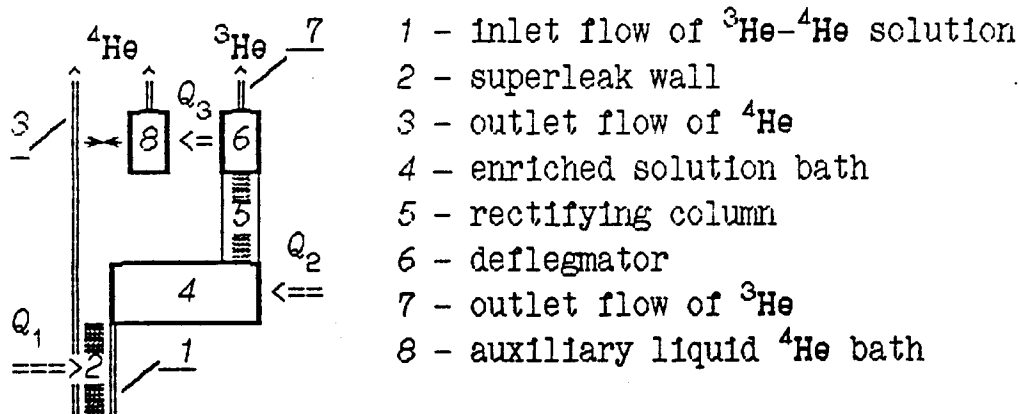 ⁴He ³He 7
Q₃
3 8 <= 6
5
Q₂
4 <==
Q₁
===>2 1
1 – inlet flow of ³He–⁴He solution
2 – superleak wall
3 – outlet flow of ⁴He
4 – enriched solution bath
5 – rectifying column
6 – deflegmator
7 – outlet flow of ³He
8 – auxiliary liquid ⁴He bath